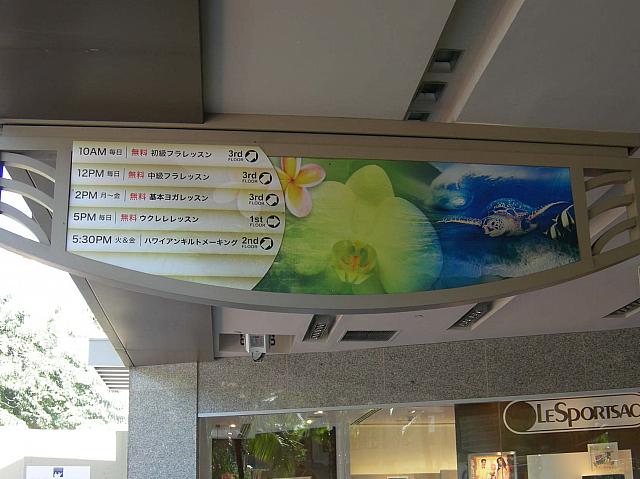 10AM 毎日 無料 初級フラレッスン 3rd FLOOR
12PM 毎日 無料 中級フラレッスン 3rd FLOOR
2PM 月~金 無料 基本ヨガレッスン 3rd FLOOR
5PM 毎日 無料 ウクレレレッスン 1st FLOOR
5:30PM 火&金 ハワイアンキルトメーキング 2nd FLOOR
LESPORTSAC